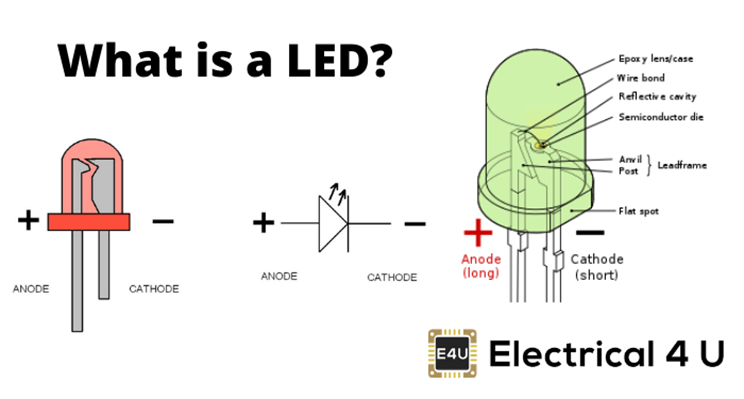 What is a LED?
+
−
ANODE
CATHODE
+
−
ANODE
CATHODE
Epoxy lens/case
Wire bond
Reflective cavity
Semiconductor die
Anvil
Post
Leadframe
Flat spot
+
−
Anode
(long)
Cathode
(short)
E4U
Electrical 4 U